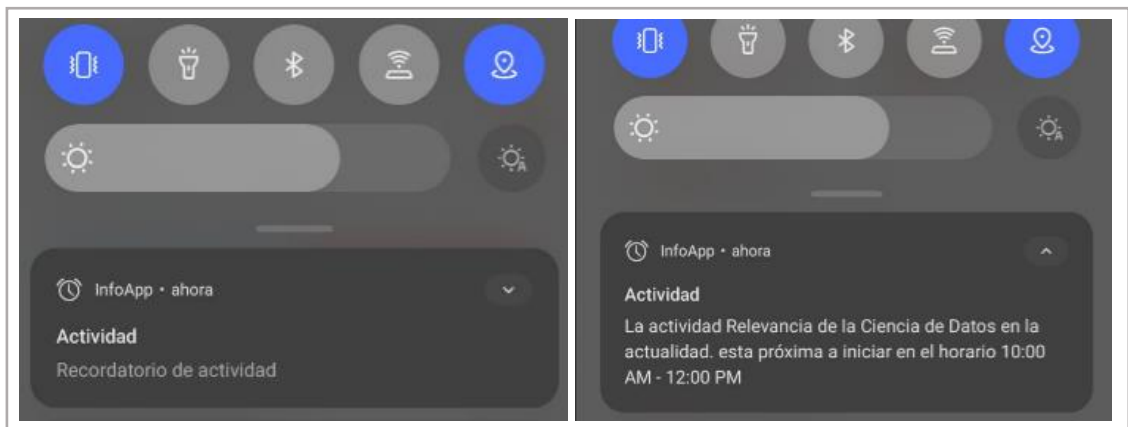 InfoApp • ahora
Actividad
Recordatorio de actividad
InfoApp • ahora
Actividad
La actividad Relevancia de la Ciencia de Datos en la
actualidad. esta próxima a iniciar en el horario 10:00
AM - 12:00 PM